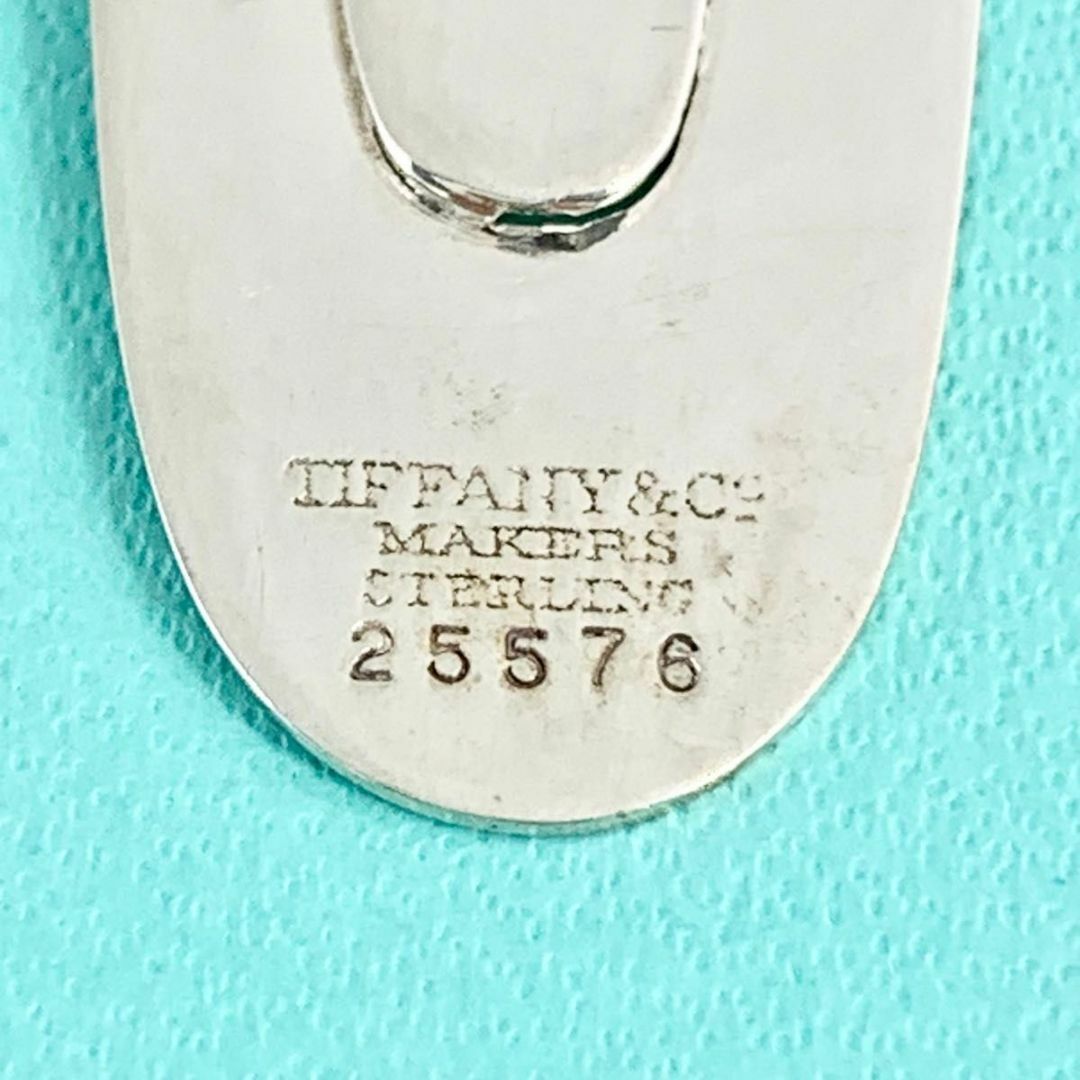 TIFFANY & Cº
MAKERS
STERLING
25576